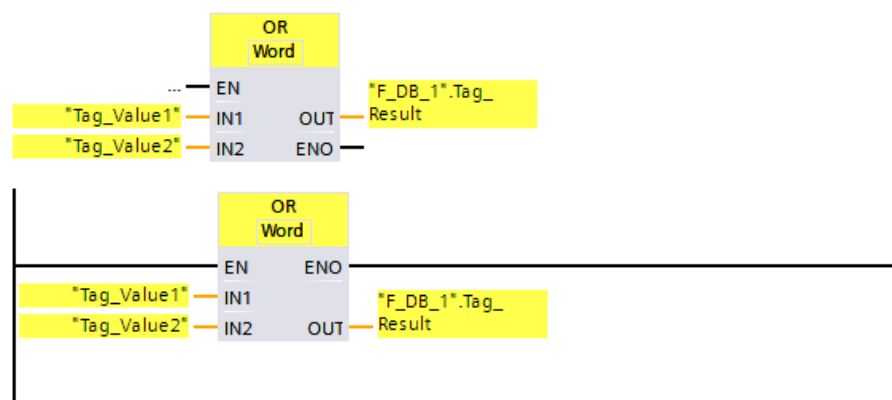 OR
Word
... EN
"Tag_Value1" IN1 OUT "F_DB_1".Tag_
Result
"Tag_Value2" IN2 ENO
OR
Word
EN ENO
"Tag_Value1" IN1
"Tag_Value2" IN2 OUT "F_DB_1".Tag_
Result